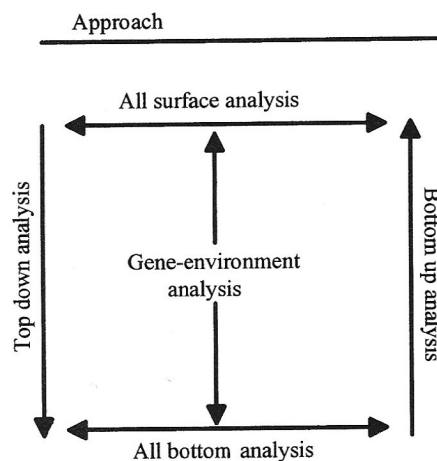 Approach
All surface analysis
Top down analysis
Gene-environment
analysis
Bottom up analysis
All bottom analysis